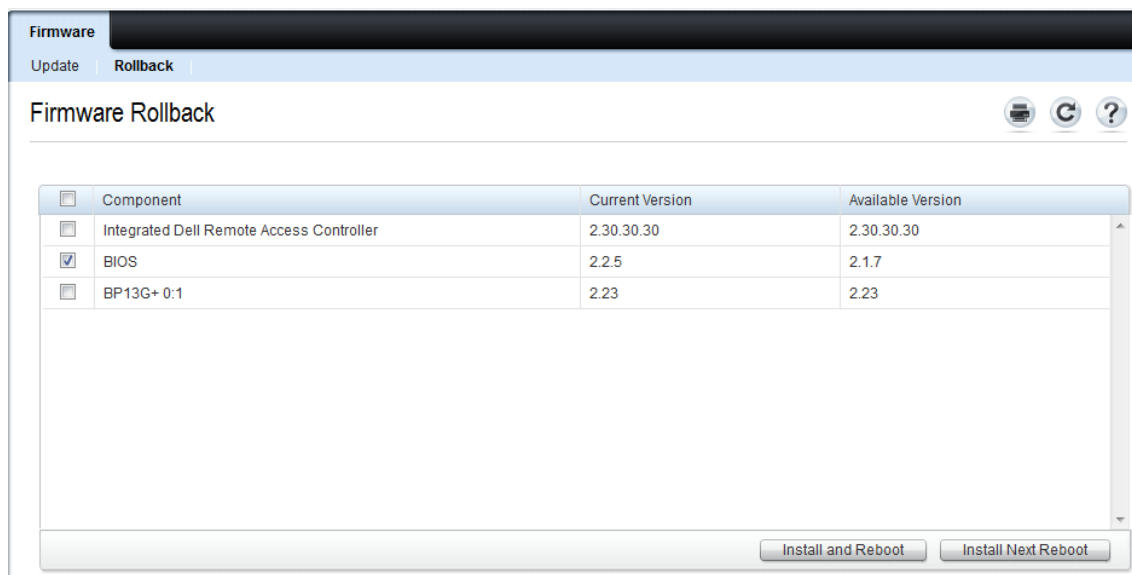 Firmware
Update Rollback
Firmware Rollback
?
Component Current Version Available Version
Integrated Dell Remote Access Controller 2.30.30.30 2.30.30.30
BIOS 2.2.5 2.1.7
BP13G+ 0:1 2.23 2.23
Install and Reboot Install Next Reboot